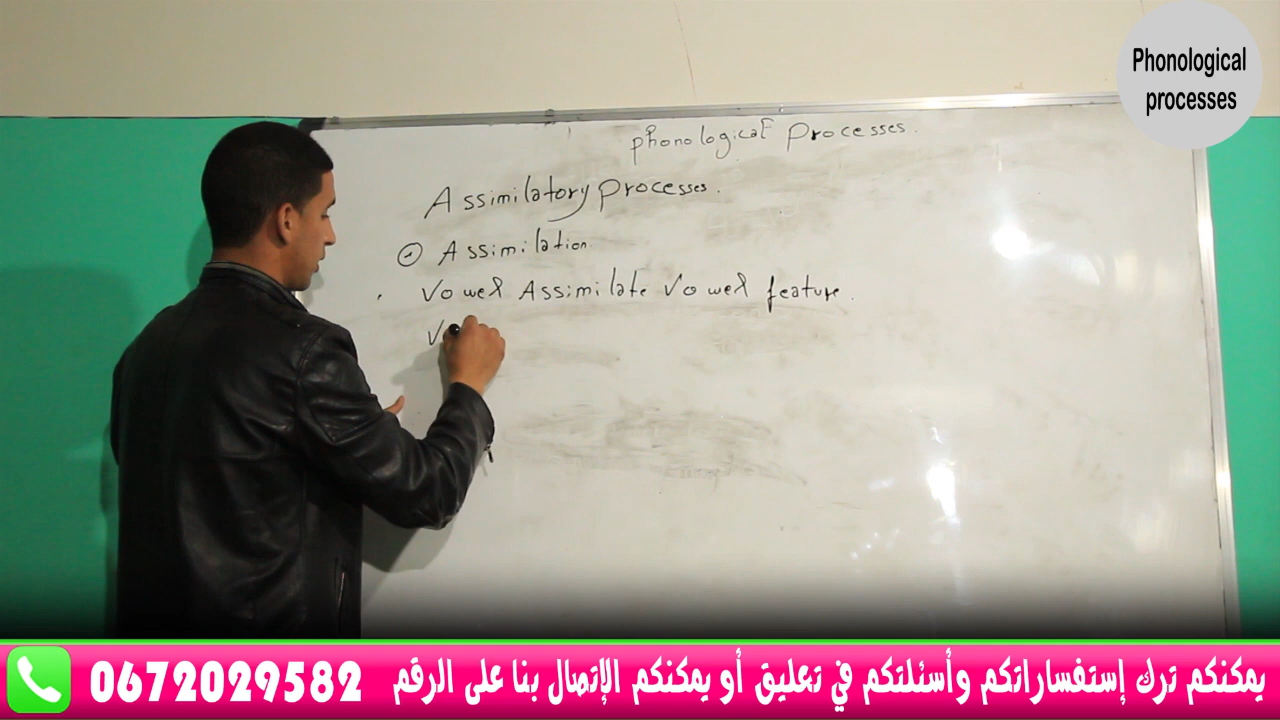 Phonological
processes
phonological processes.
Assimilatory processes.
Assimilation.
Vowel Assimilate Vowel feature.
V
0672029582 يمكنكم ترك إستفساراتكم وأسئلتكم في تعليق أو يمكنكم الإتصال بنا على الرقم